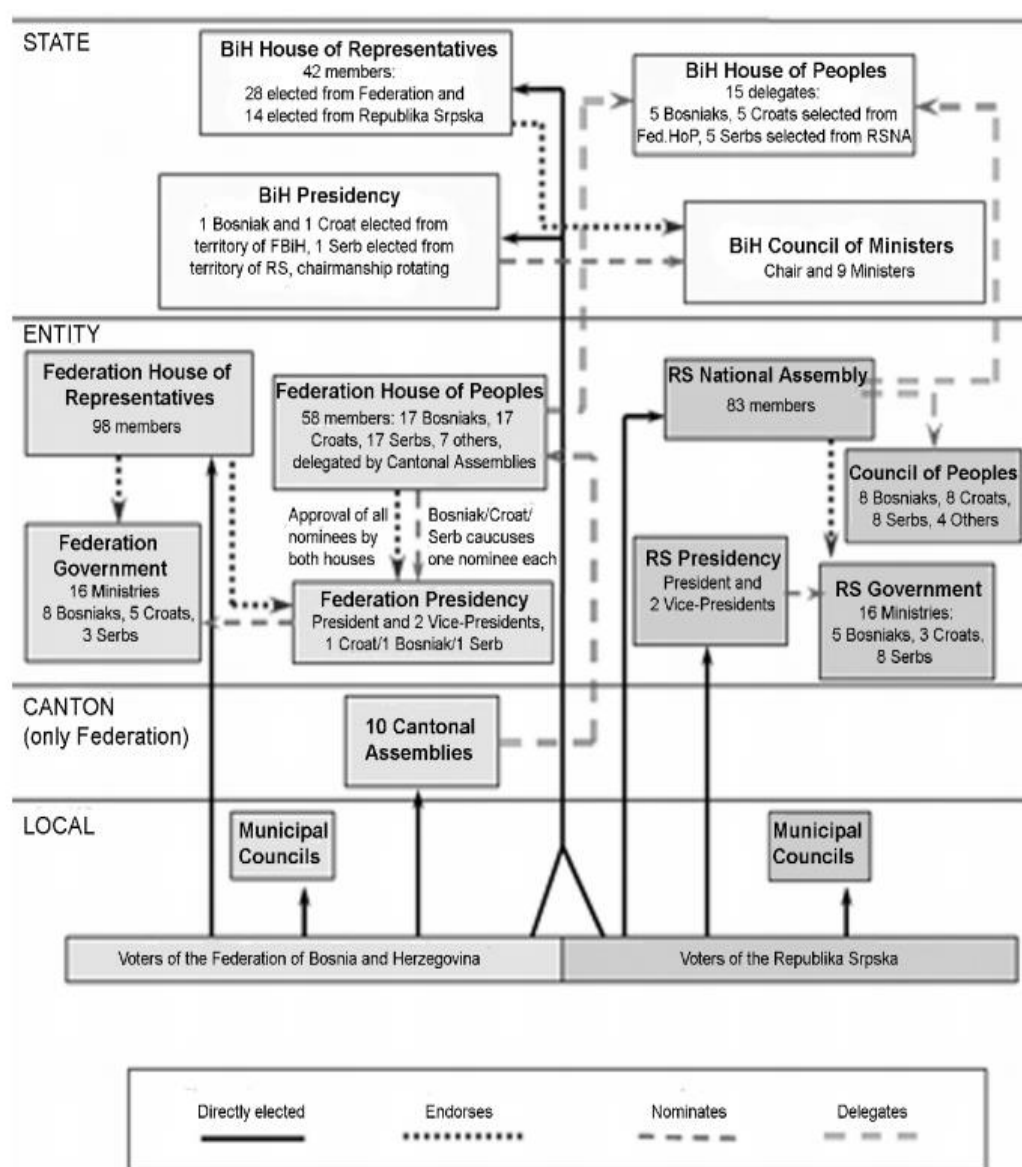 STATE
BiH House of Representatives
42 members:
28 elected from Federation and
14 elected from Republika Srpska
BiH House of Peoples
15 delegates:
5 Bosniaks, 5 Croats selected from
Fed.HoP, 5 Serbs selected from RSNA
BiH Presidency
1 Bosniak and 1 Croat elected from
territory of FBiH, 1 Serb elected from
territory of RS, chairmanship rotating
BiH Council of Ministers
Chair and 9 Ministers
ENTITY
Federation House of
Representatives
98 members
Federation House of Peoples
58 members: 17 Bosniaks, 17
Croats, 17 Serbs, 7 others,
delegated by Cantonal Assemblies
RS National Assembly
83 members
Council of Peoples
8 Bosniaks, 8 Croats,
8 Serbs, 4 Others
Approval of all
nominees by
both houses
Bosniak/Croat/
Serb caucuses
one nominee each
Federation
Government
16 Ministries
8 Bosniaks, 5 Croats,
3 Serbs
Federation Presidency
President and 2 Vice-Presidents,
1 Croat/1 Bosniak/1 Serb
RS Presidency
President and
2 Vice-Presidents
RS Government
16 Ministries:
5 Bosniaks, 3 Croats,
8 Serbs
CANTON
(only Federation)
10 Cantonal
Assemblies
LOCAL
Municipal
Councils
Municipal
Councils
Voters of the Federation of Bosnia and Herzegovina
Voters of the Republika Srpska
Directly elected
Endorses
Nominates
Delegates